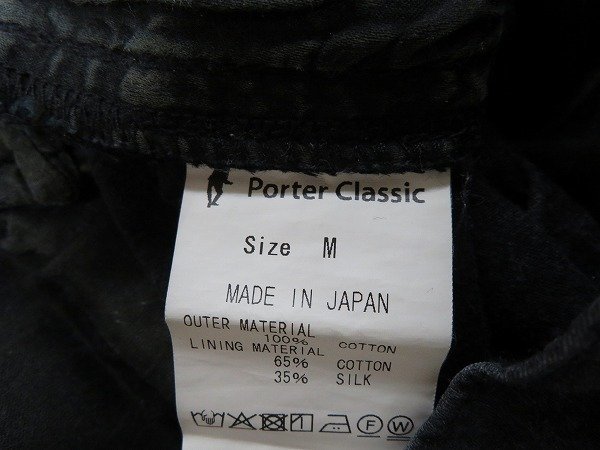 Porter Classic
Size M
MADE IN JAPAN
OUTER MATERIAL
100% COTTON
LINING MATERIAL
65% COTTON
35% SILK
F W